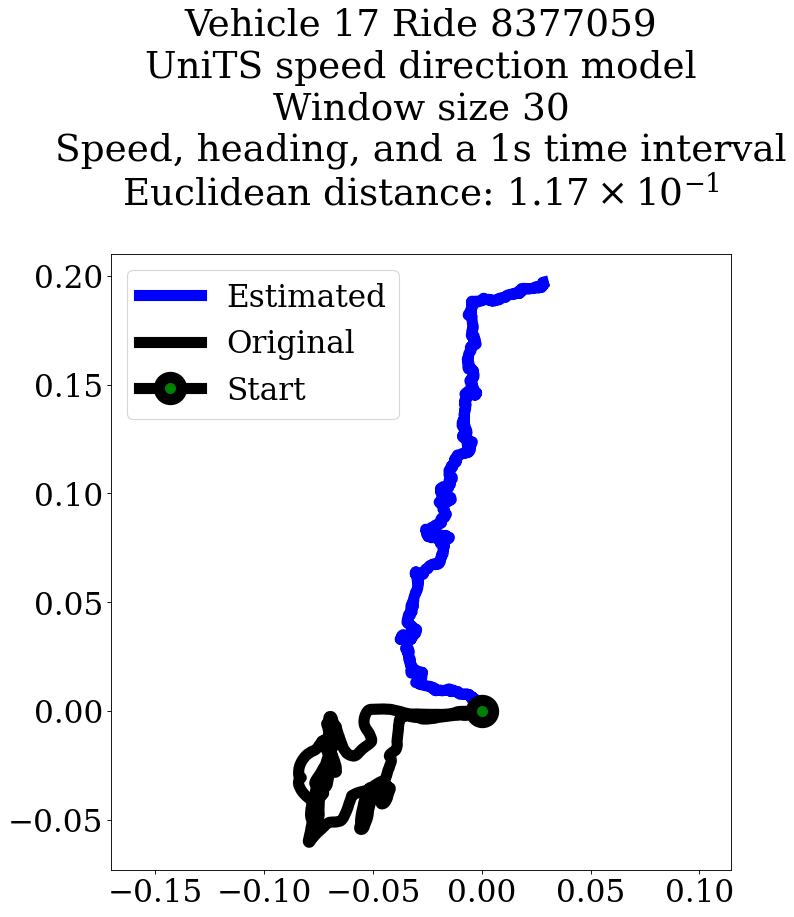 Vehicle 17 Ride 8377059
UniTS speed direction model
Window size 30
Speed, heading, and a 1s time interval
Euclidean distance: 1.17 × 10⁻¹
0.20
0.15
0.10
0.05
0.00
−0.05
Estimated
Original
Start
−0.15 −0.10 −0.05 0.00 0.05 0.10